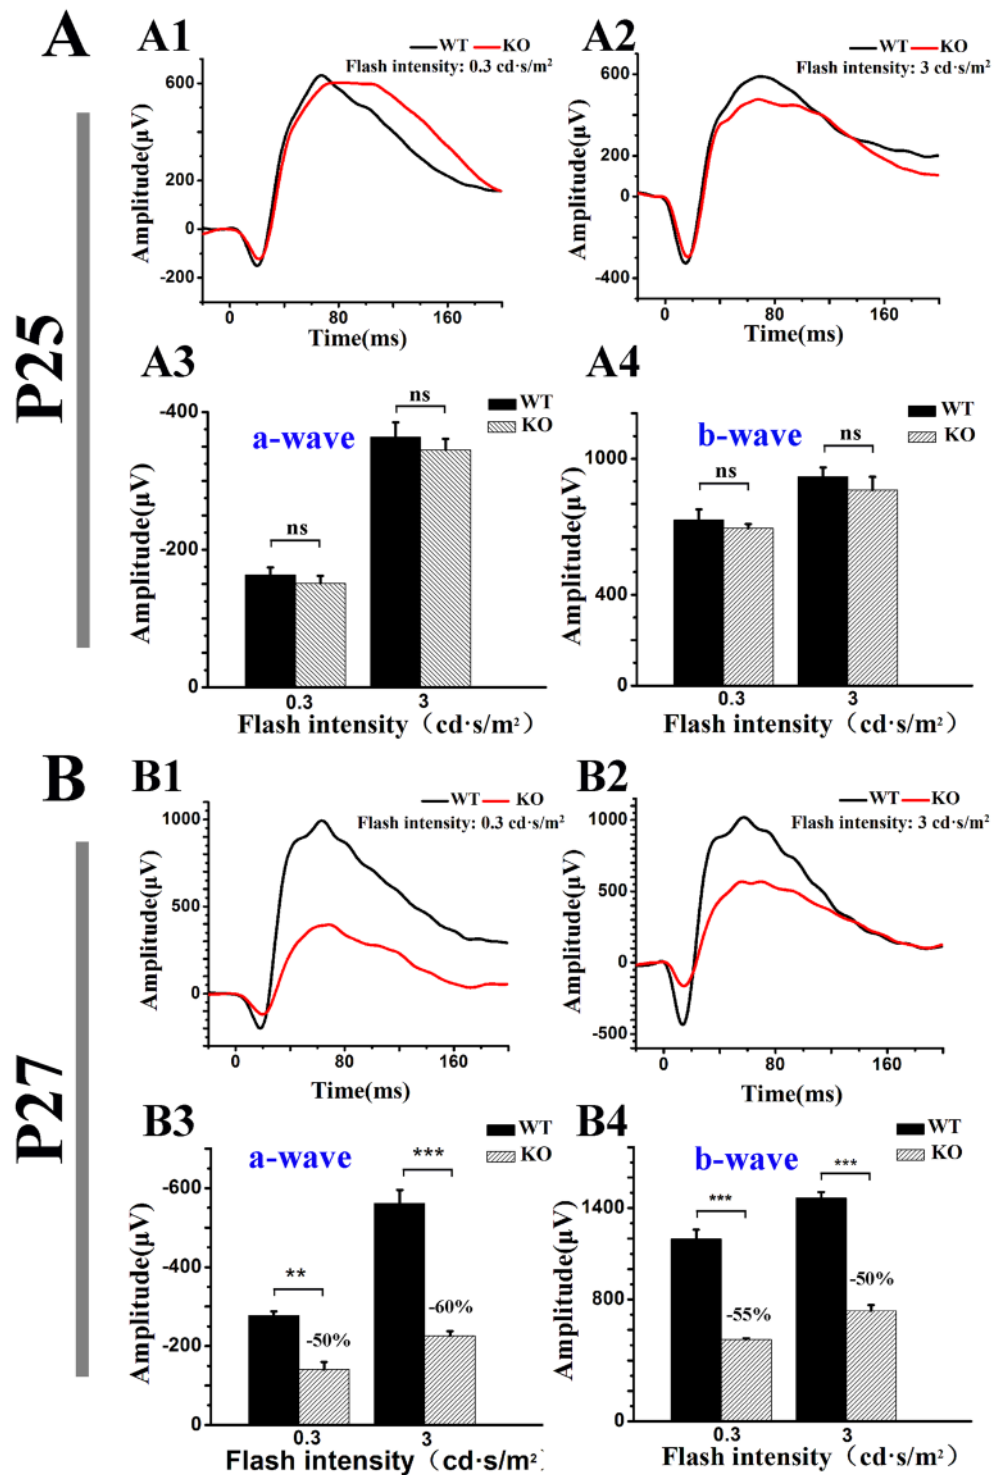 A
P25
A1
WT KO
Flash intensity: 0.3 cd·s/m²
Amplitude(μV)
600
400
200
0
-200
0 80 160
Time(ms)
A2
WT KO
Flash intensity: 3 cd·s/m²
Amplitude(μV)
600
200
0
-400
0 80 160
Time(ms)
A3
WT
KO
a-wave
ns
ns
Amplitude(μV)
-400
-200
0
0.3 3
Flash intensity (cd·s/m²)
A4
WT
KO
b-wave
ns
ns
Amplitude(μV)
1000
400
0
0.3 3
Flash intensity (cd·s/m²)
B
P27
B1
WT KO
Flash intensity: 0.3 cd·s/m²
Amplitude(μV)
1000
500
0
0 80 160
Time(ms)
B2
WT KO
Flash intensity: 3 cd·s/m²
Amplitude(μV)
1000
500
0
-500
0 80 160
Time(ms)
B3
WT
KO
a-wave
**
***
-50%
-60%
Amplitude(μV)
-600
-400
-200
0
0.3 3
Flash intensity (cd·s/m²)
B4
WT
KO
b-wave
***
***
-55%
-50%
Amplitude(μV)
1400
800
0
0.3 3
Flash intensity (cd·s/m²)